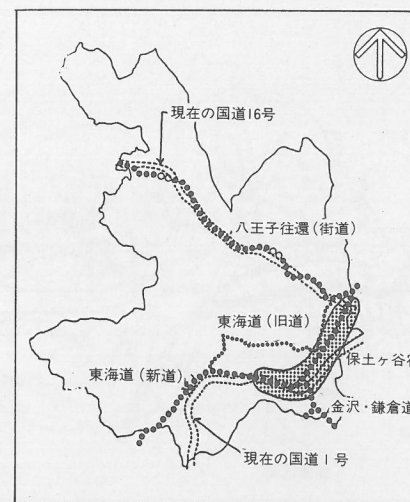 現在の国道16号
八王子往還(街道)
東海道(旧道)
保土ヶ谷宿
東海道(新道)
金沢・鎌倉道
現在の国道1号